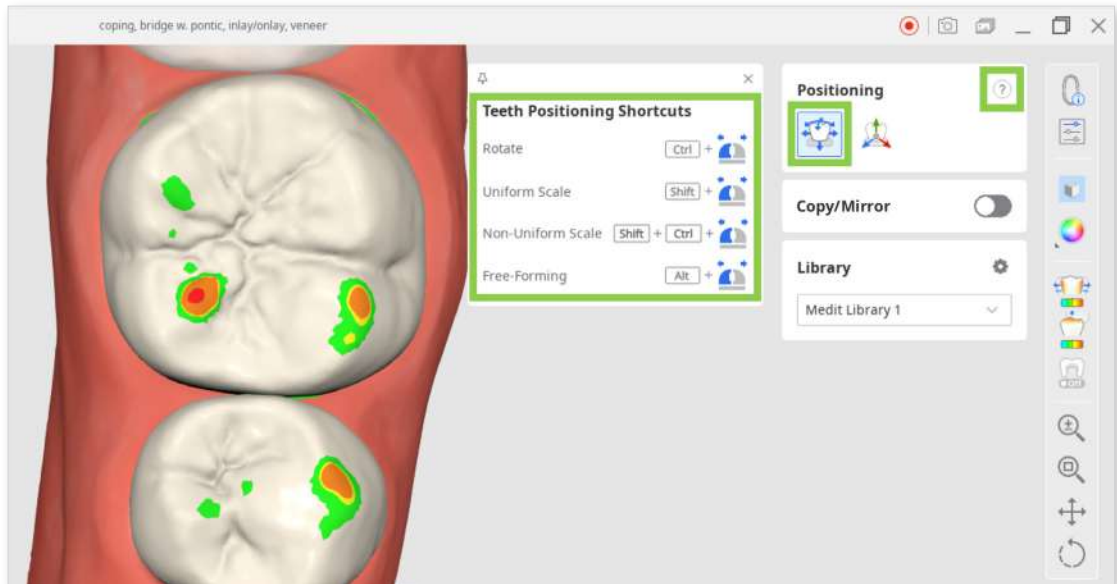 coping, bridge w. pontic, inlay/onlay, veneer
Teeth Positioning Shortcuts
Rotate Ctrl +
Uniform Scale Shift +
Non-Uniform Scale Shift + Ctrl +
Free-Forming Alt +
Positioning ?
Copy/Mirror
Library
Medit Library 1